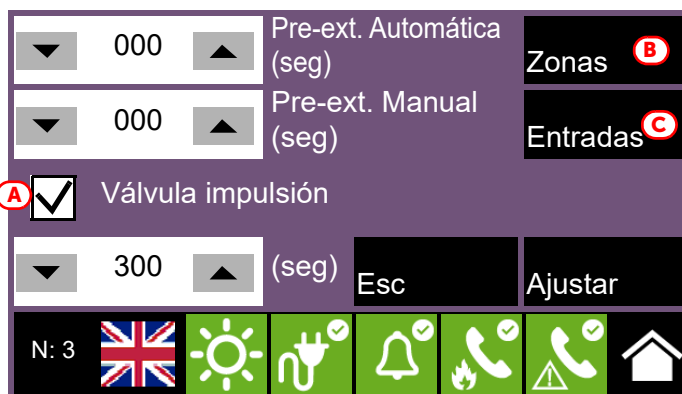 000
Pre-ext. Automática
(seg)
Zonas
B
000
Pre-ext. Manual
(seg)
Entradas
C
A
Válvula impulsión
300
(seg)
Esc
Ajustar
N: 3